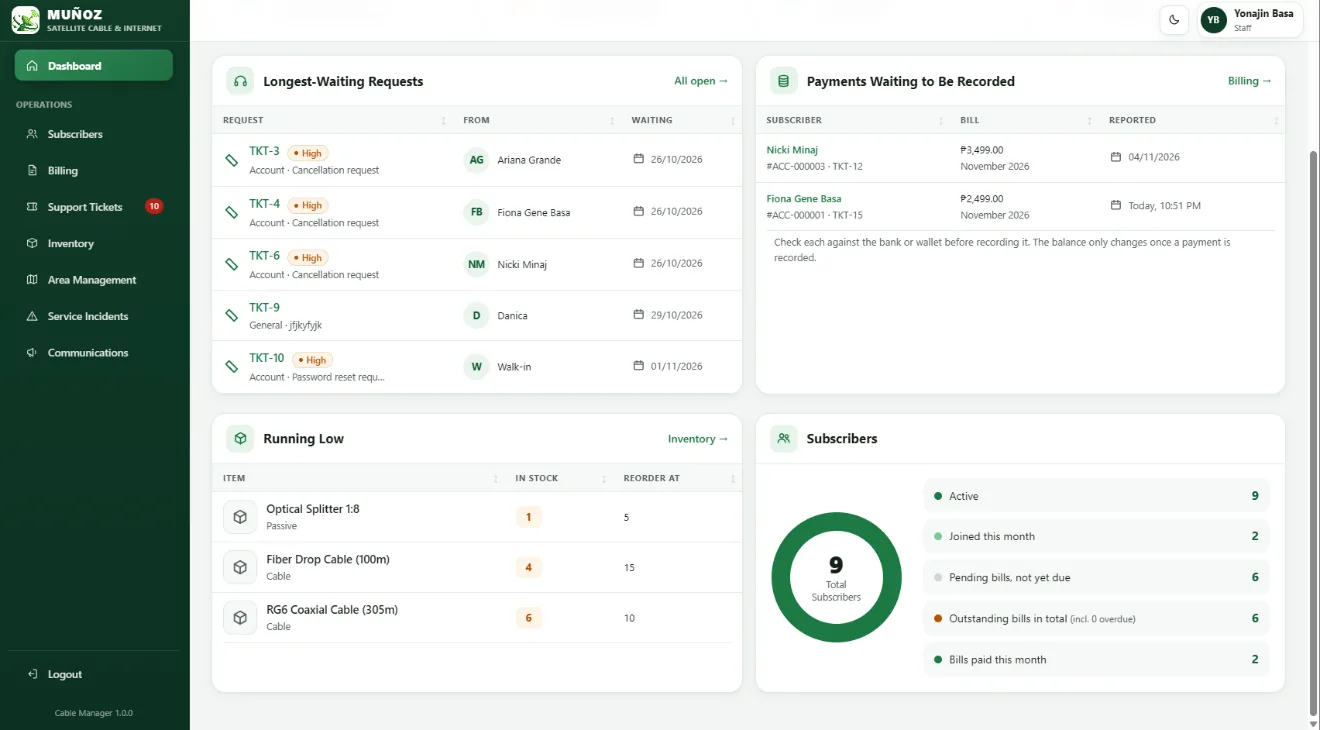 MUÑOZ
SATELLITE CABLE & INTERNET
YB
Yonajin Basa
Staff
Dashboard
OPERATIONS
Subscribers
Billing
Support Tickets 10
Inventory
Area Management
Service Incidents
Communications
Logout
Cable Manager 1.0.0
Longest-Waiting Requests All open →
REQUEST FROM WAITING
TKT-3 • High
Account · Cancellation request
AG Ariana Grande 26/10/2026
TKT-4 • High
Account · Cancellation request
FB Fiona Gene Basa 26/10/2026
TKT-6 • High
Account · Cancellation request
NM Nicki Minaj 26/10/2026
TKT-9
General · jfjkyfyjk
D Danica 29/10/2026
TKT-10 • High
Account · Password reset requ...
W Walk-in 01/11/2026
Payments Waiting to Be Recorded Billing →
SUBSCRIBER BILL REPORTED
Nicki Minaj ₱3,499.00
#ACC-000003 · TKT-12 November 2026
04/11/2026
Fiona Gene Basa ₱2,499.00
#ACC-000001 · TKT-15 November 2026
Today, 10:51 PM
Check each against the bank or wallet before recording it. The balance only changes once a payment is
recorded.
Running Low Inventory →
ITEM IN STOCK REORDER AT
Optical Splitter 1:8
Passive
1 5
Fiber Drop Cable (100m)
Cable
4 15
RG6 Coaxial Cable (305m)
Cable
6 10
Subscribers
9
Total
Subscribers
Active 9
Joined this month 2
Pending bills, not yet due 6
Outstanding bills in total (incl. 0 overdue) 6
Bills paid this month 2